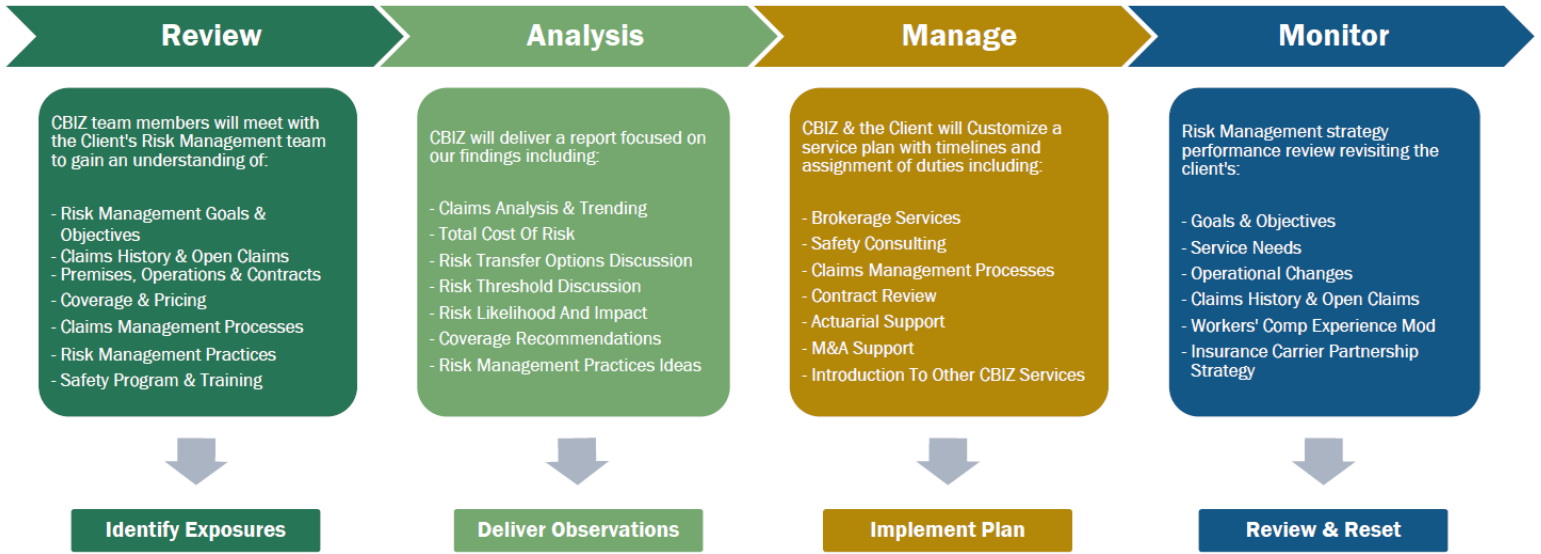 Review
Analysis
Manage
Monitor
CBIZ team members will meet with
the Client's Risk Management team
to gain an understanding of:
- Risk Management Goals &
Objectives
- Claims History & Open Claims
- Premises, Operations & Contracts
- Coverage & Pricing
- Claims Management Processes
- Risk Management Practices
- Safety Program & Training
Identify Exposures
CBIZ will deliver a report focused on
our findings including:
- Claims Analysis & Trending
- Total Cost Of Risk
- Risk Transfer Options Discussion
- Risk Threshold Discussion
- Risk Likelihood And Impact
- Coverage Recommendations
- Risk Management Practices Ideas
Deliver Observations
CBIZ & the Client will Customize a
service plan with timelines and
assignment of duties including:
- Brokerage Services
- Safety Consulting
- Claims Management Processes
- Contract Review
- Actuarial Support
- M&A Support
- Introduction To Other CBIZ Services
Implement Plan
Risk Management strategy
performance review revisiting the
client's:
- Goals & Objectives
- Service Needs
- Operational Changes
- Claims History & Open Claims
- Workers' Comp Experience Mod
- Insurance Carrier Partnership
Strategy
Review & Reset